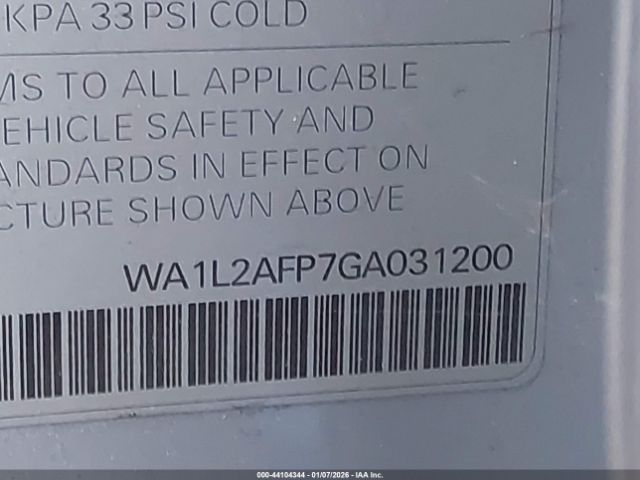 KPA 33 PSI COLD
MS TO ALL APPLICABLE
EHICLE SAFETY AND
ANDARDS IN EFFECT ON
CTURE SHOWN ABOVE
WA1L2AFP7GA031200
000-44104344 - 01/07/2026 - IAA Inc.